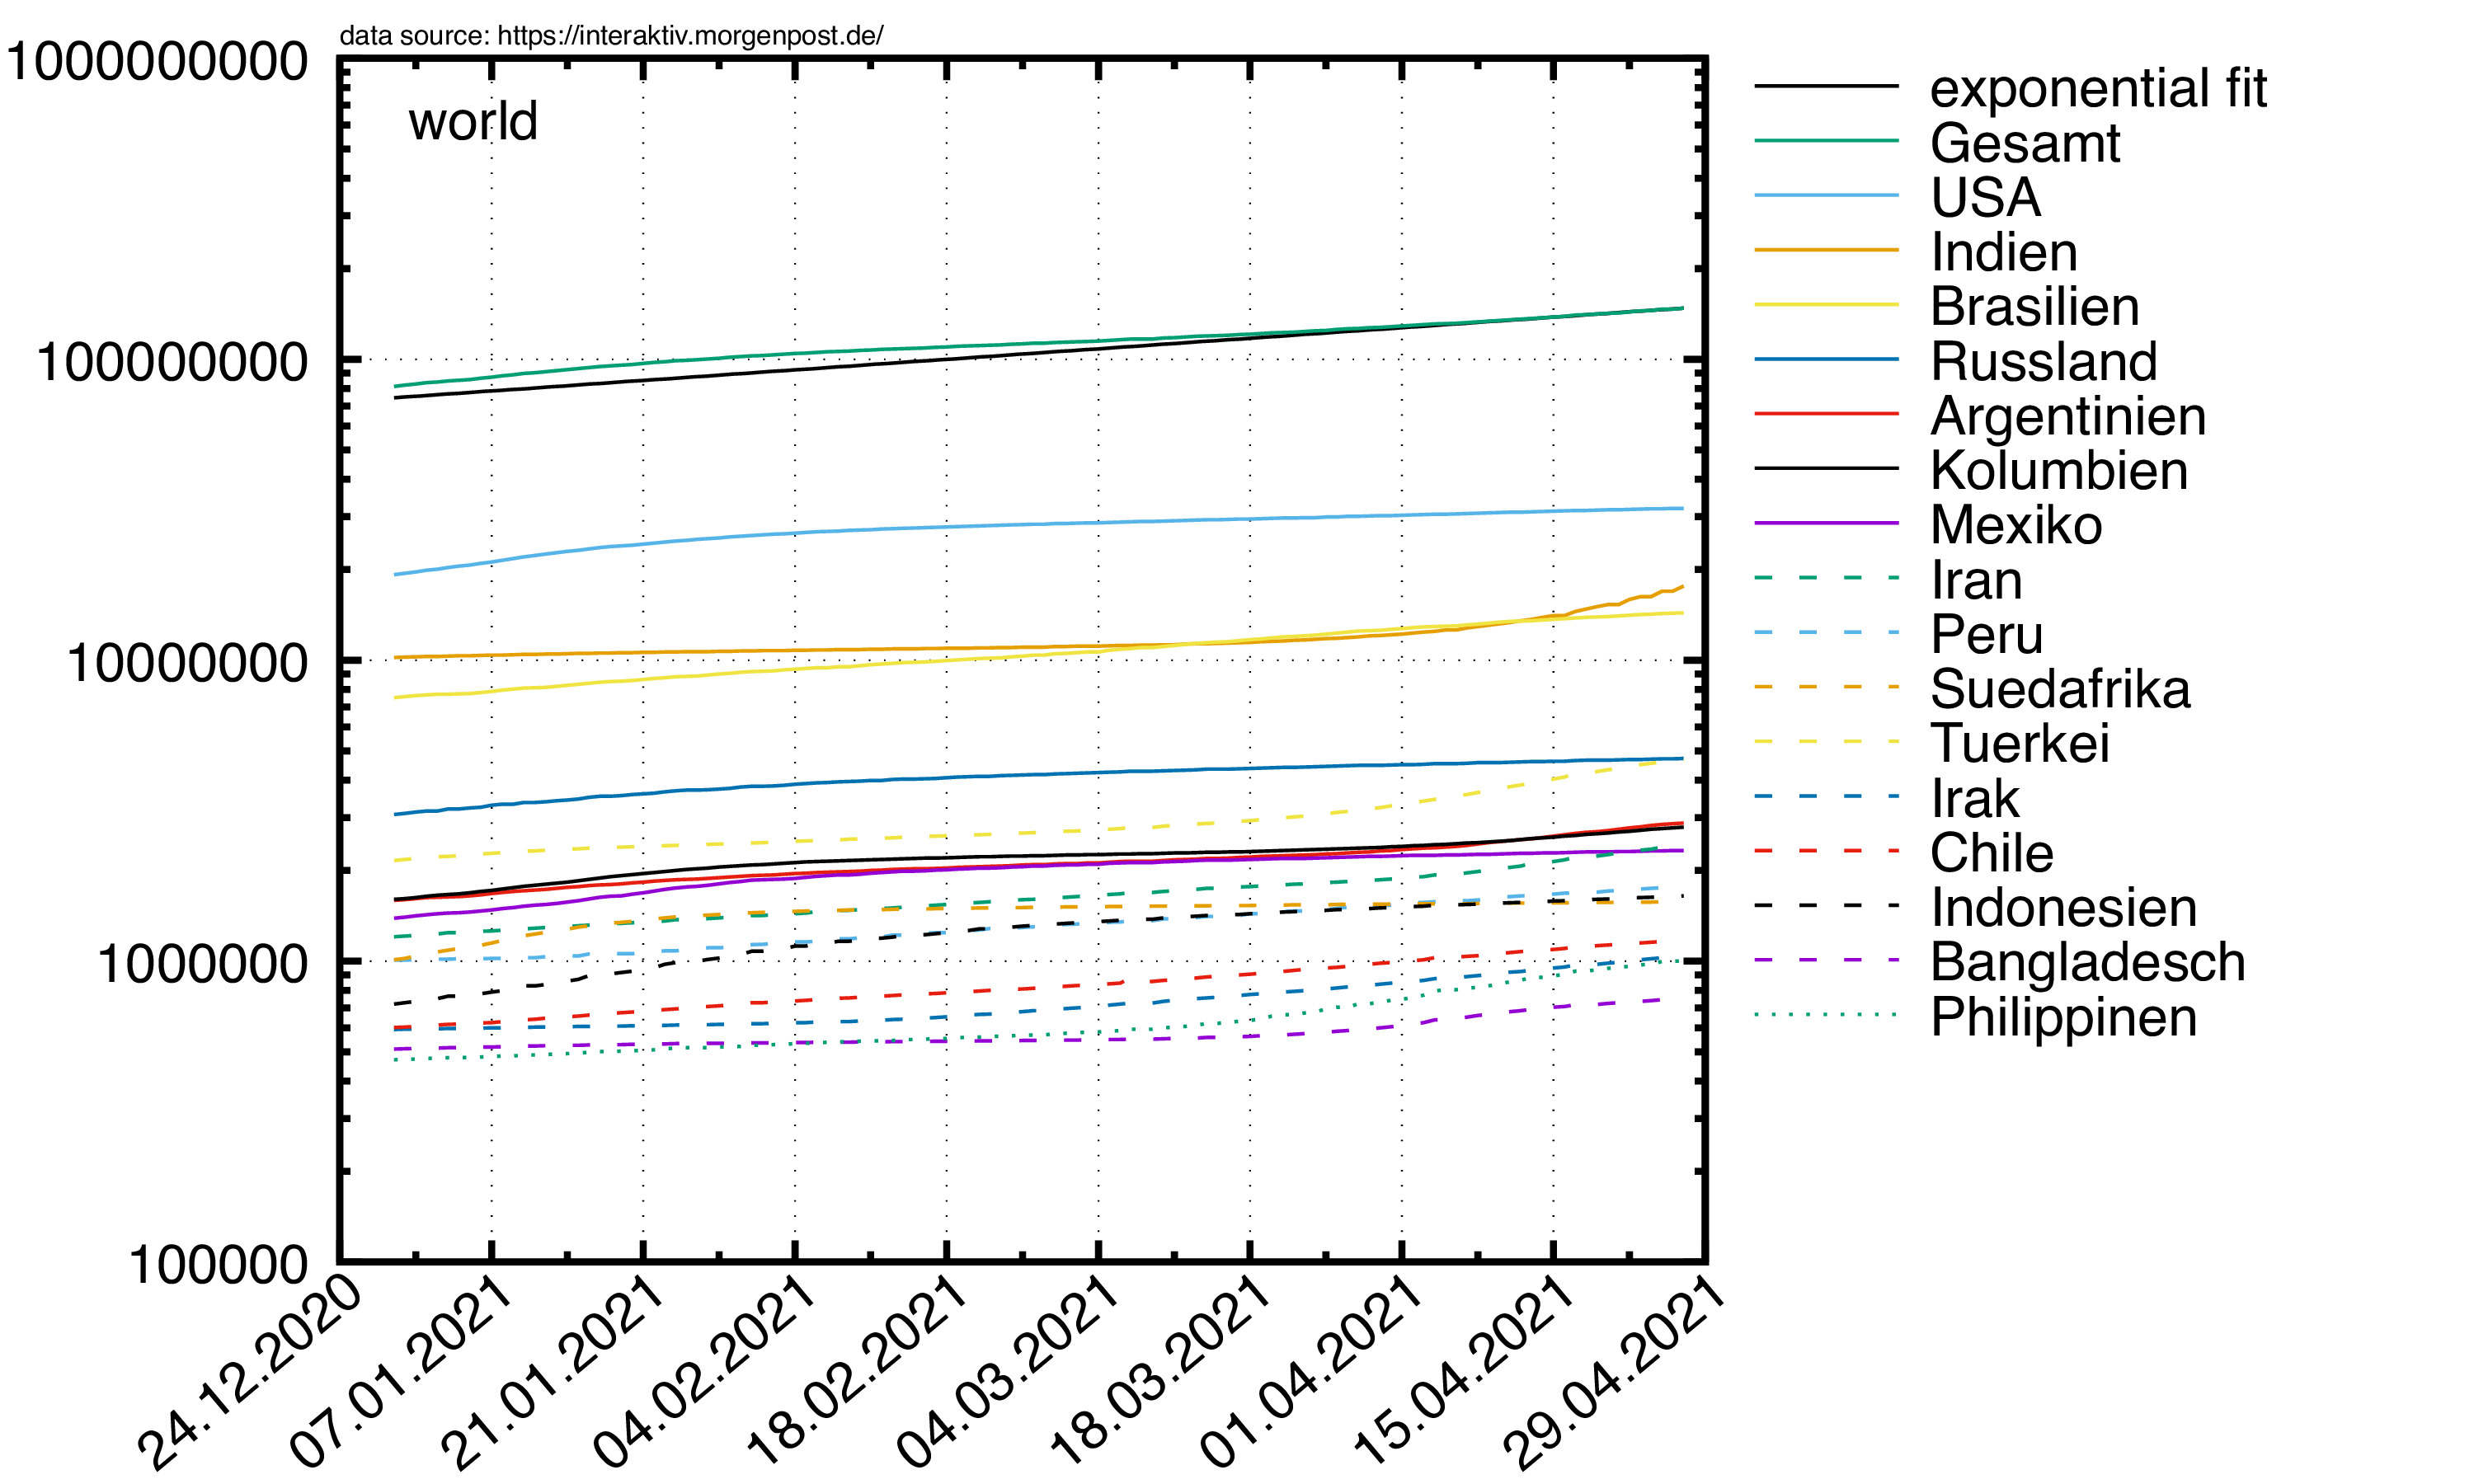 data source: https://interaktiv.morgenpost.de/
world
1000000000
100000000
10000000
1000000
100000
24.12.2020
07.01.2021
21.01.2021
04.02.2021
18.02.2021
04.03.2021
18.03.2021
01.04.2021
15.04.2021
29.04.2021
exponential fit
Gesamt
USA
Indien
Brasilien
Russland
Argentinien
Kolumbien
Mexiko
Iran
Peru
Suedafrika
Tuerkei
Irak
Chile
Indonesien
Bangladesch
Philippinen